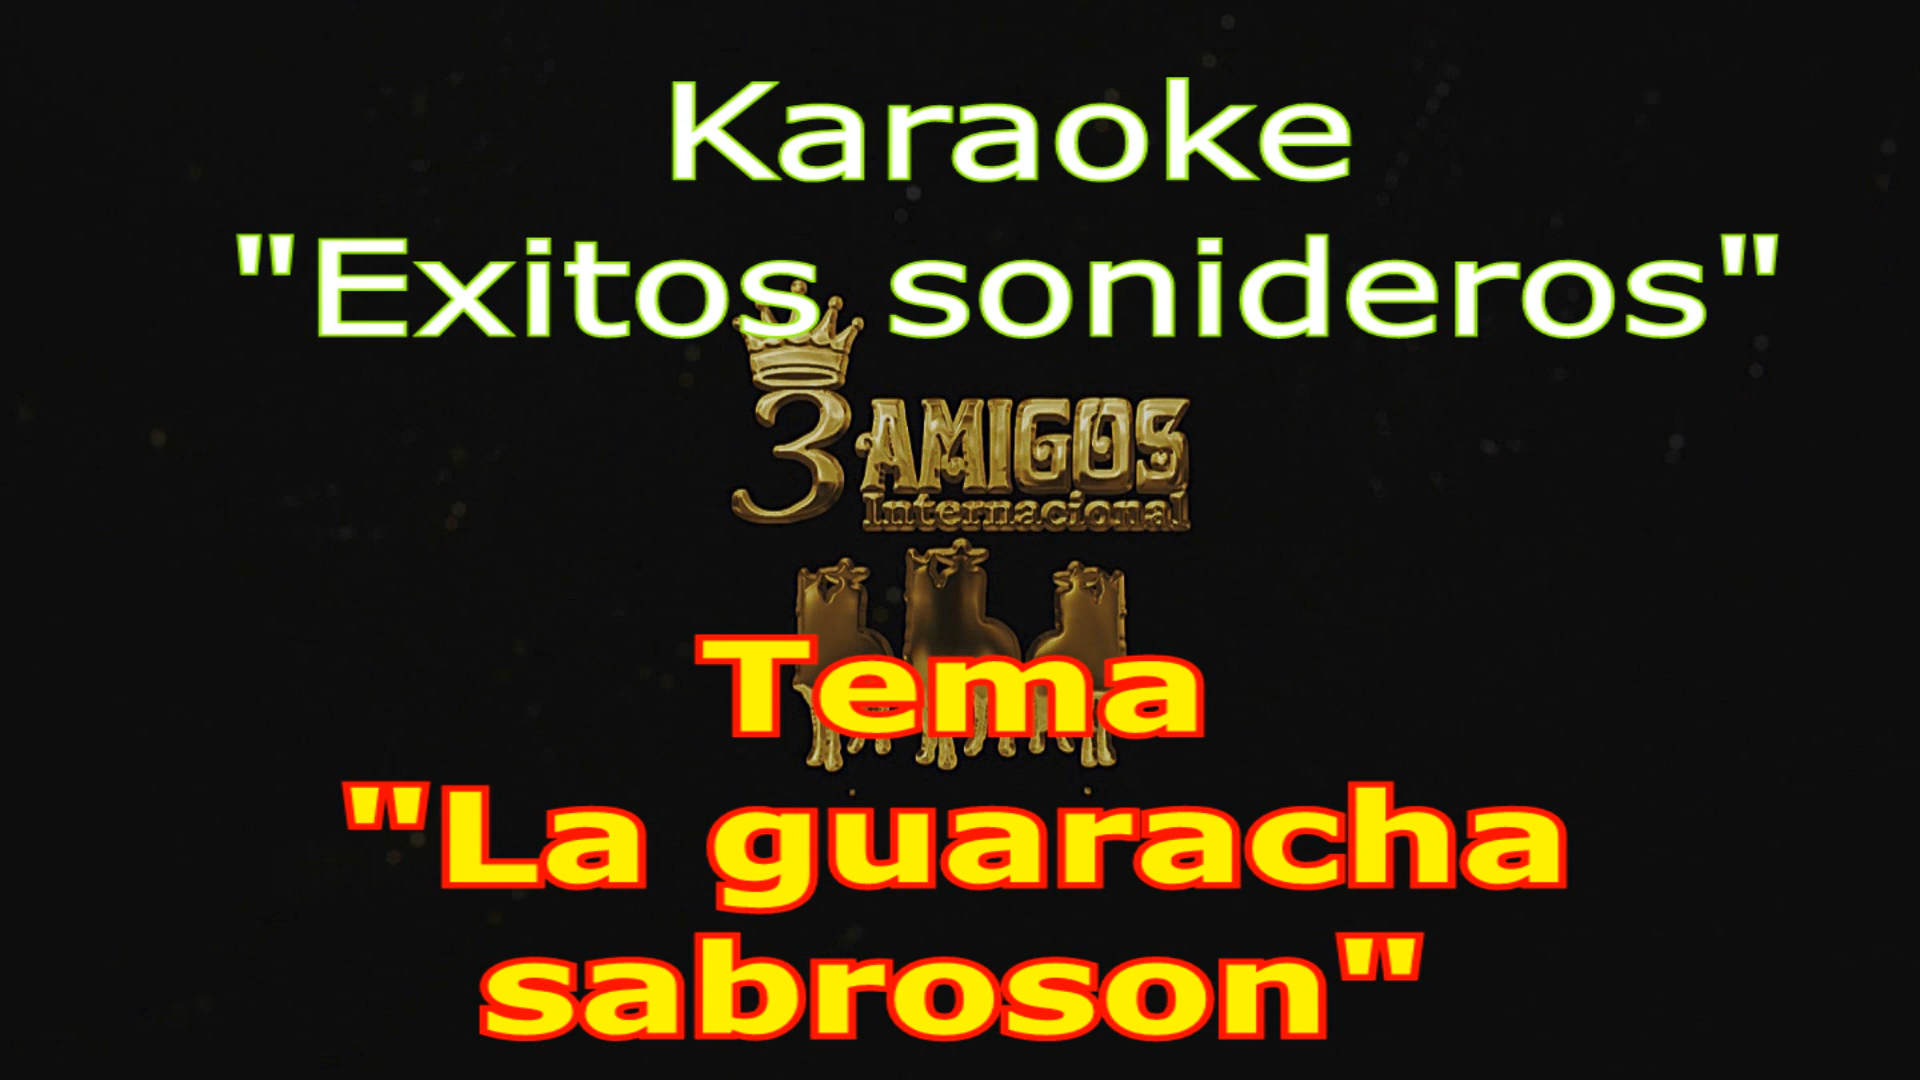 Karaoke
"Exitos sonideros"
3 AMIGOS
Internacional
Tema
"La guaracha
sabroson"